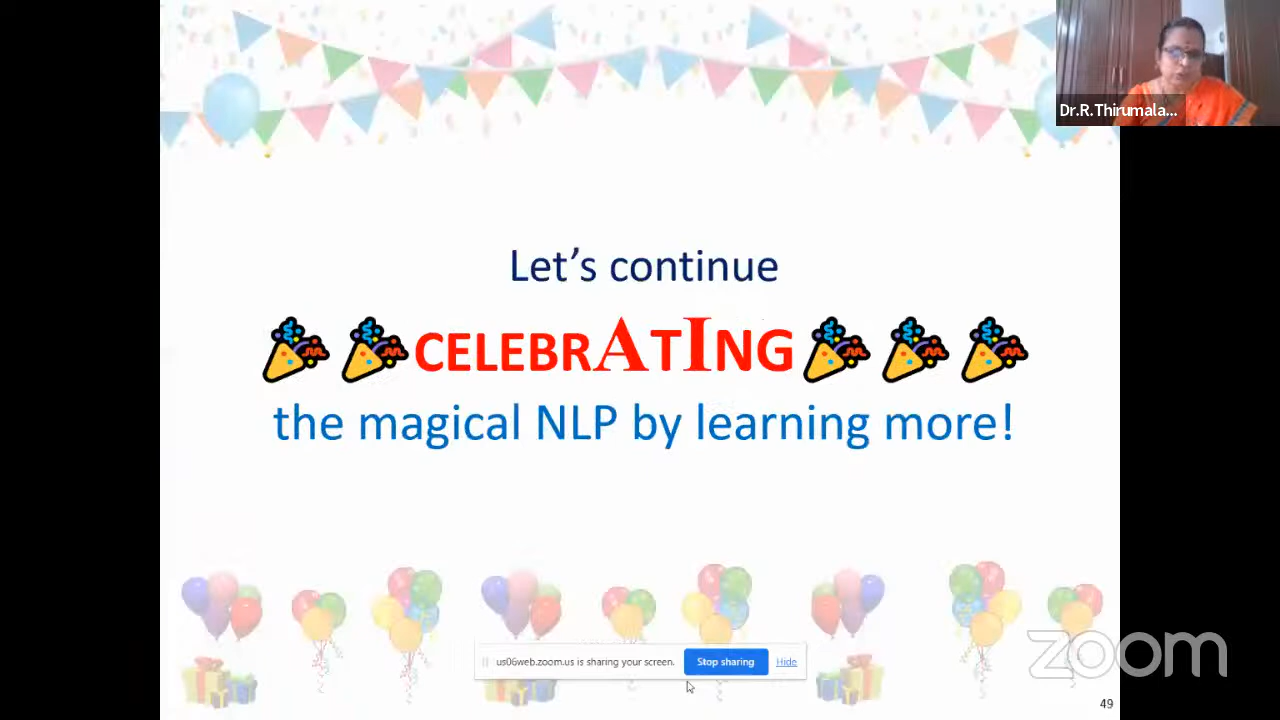 Dr.R.Thirumala...
Let’s continue
CELEBRATING
the magical NLP by learning more!
us06web.zoom.us is sharing your screen. Stop sharing Hide
zoom
49